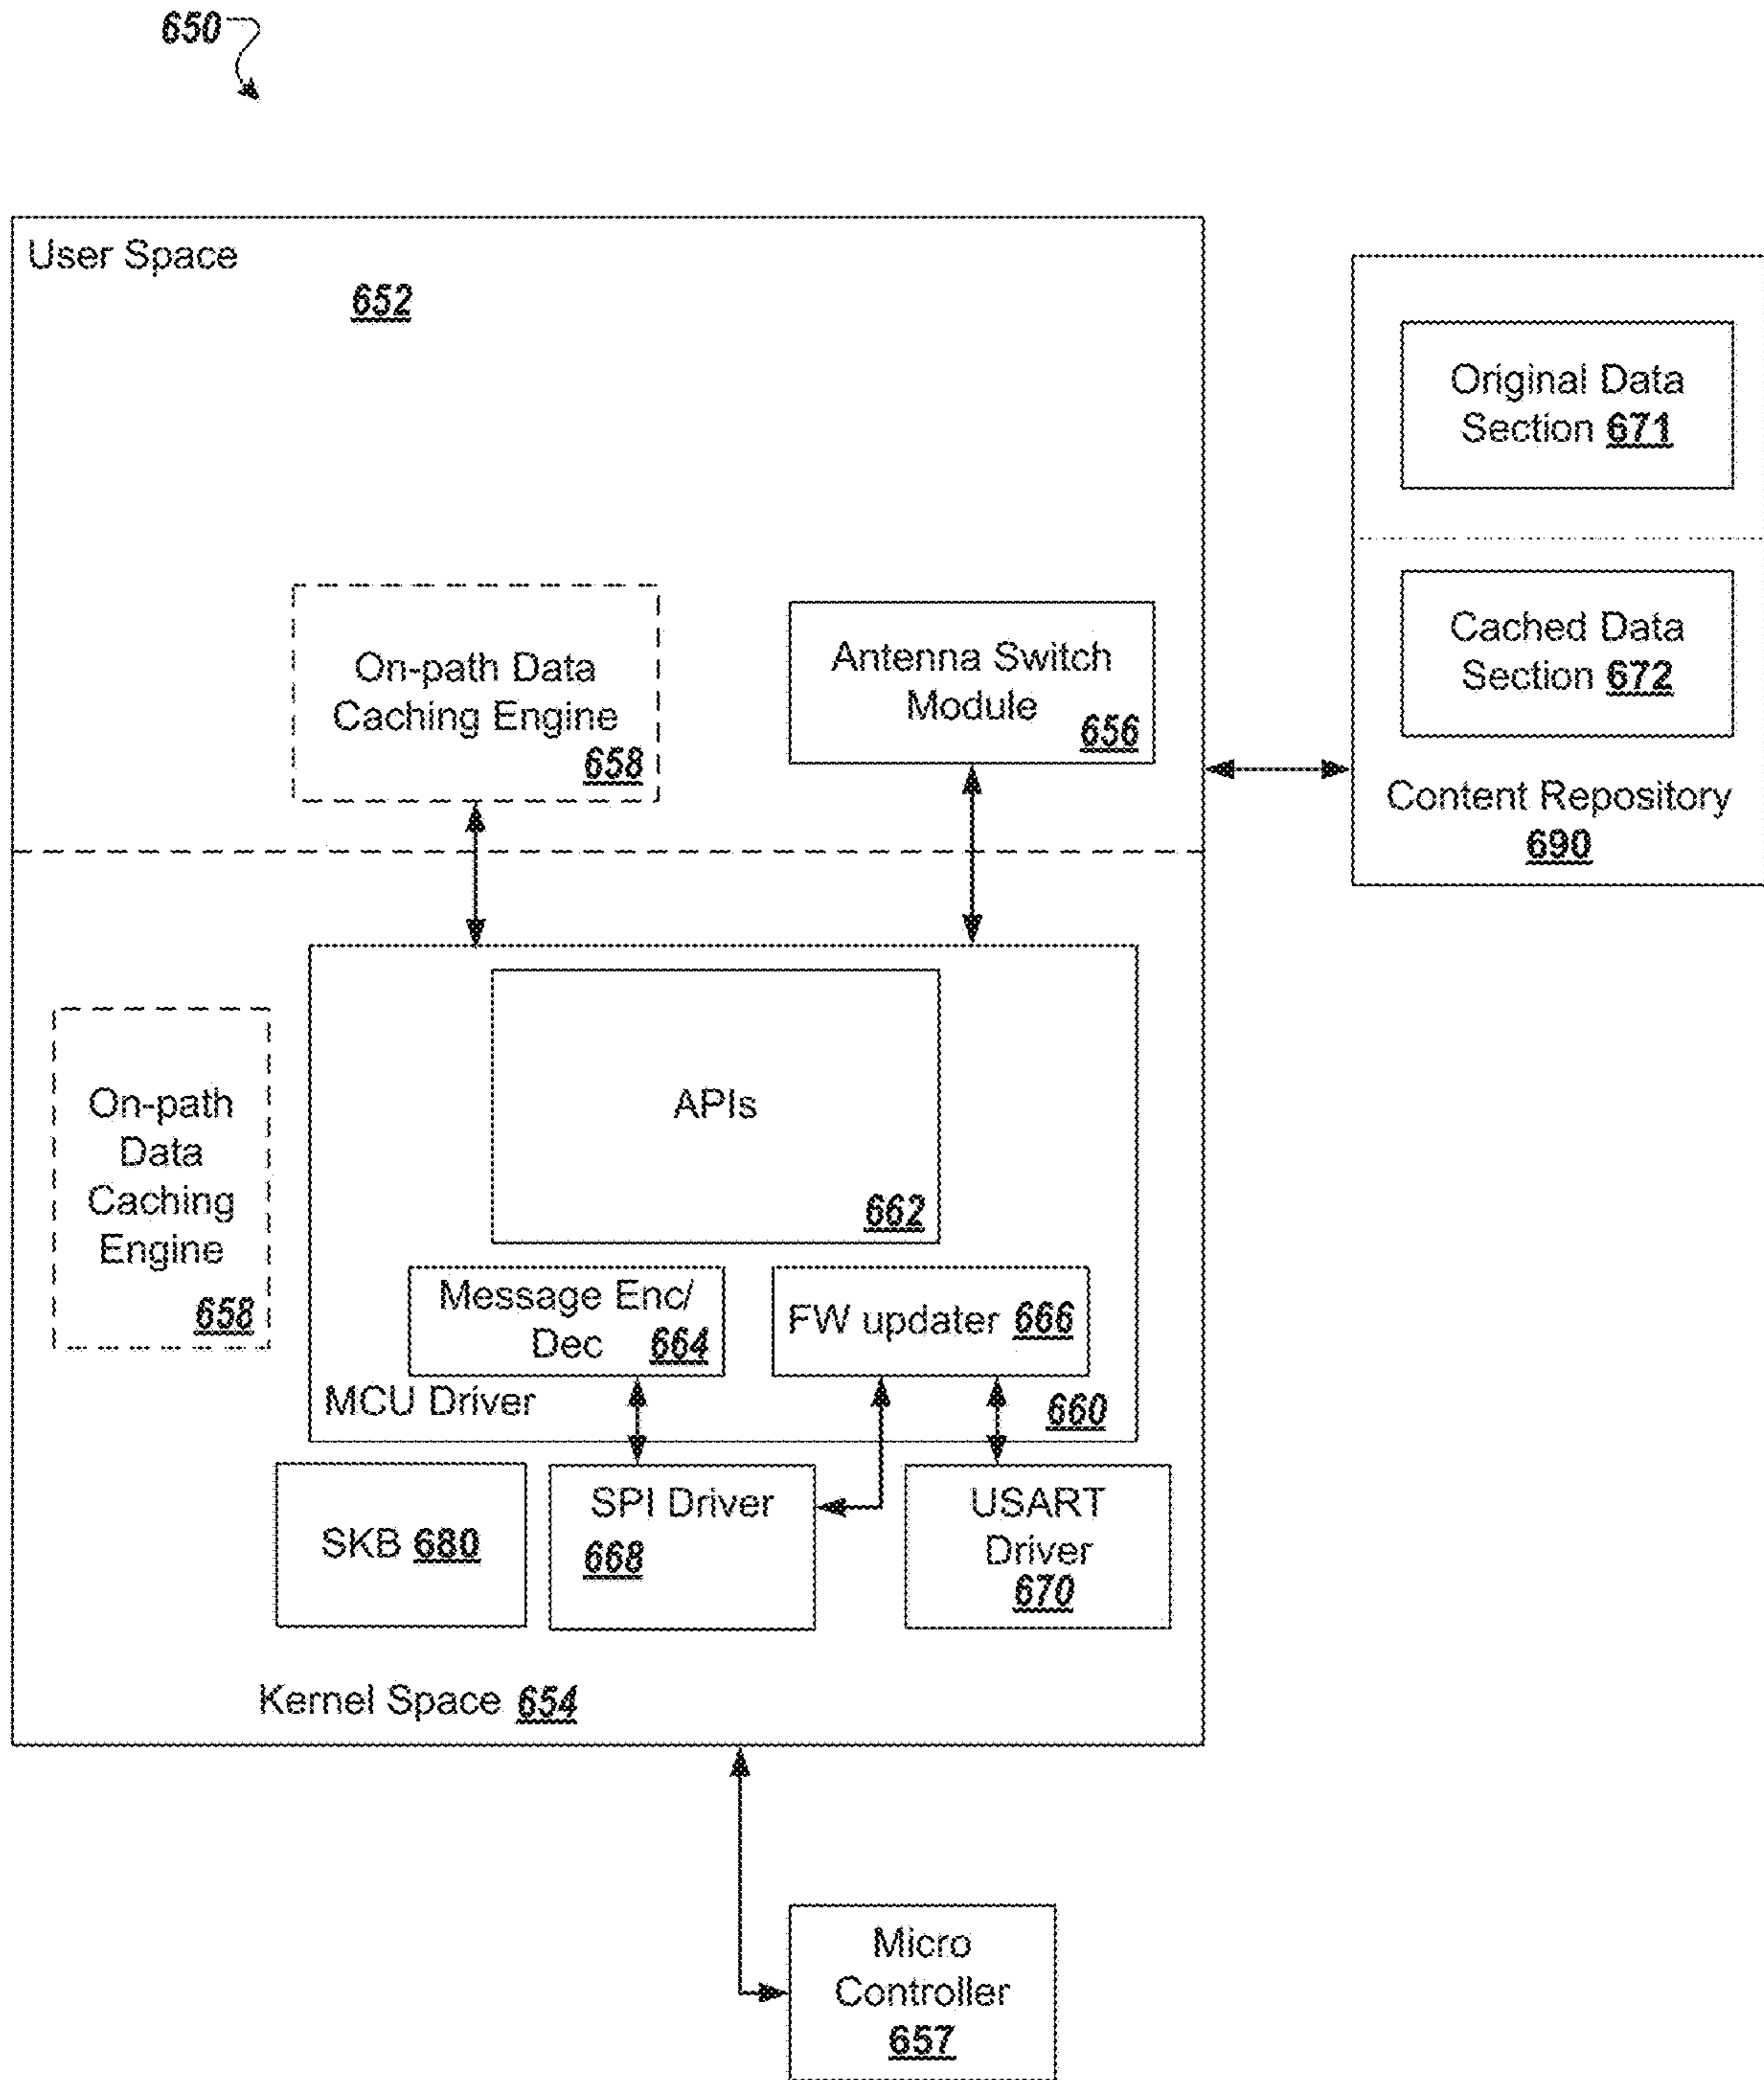 650
User Space
652
Original Data
Section 671
Cached Data
Section 672
Content Repository
690
On-path Data
Caching Engine
658
Antenna Switch
Module
656
On-path
Data
Caching
Engine
658
APIs
662
Message Enc/
Dec 664
FW updater 666
MCU Driver
660
SKB 680
SPI Driver
668
USART
Driver
670
Kernel Space 654
Micro
Controller
657